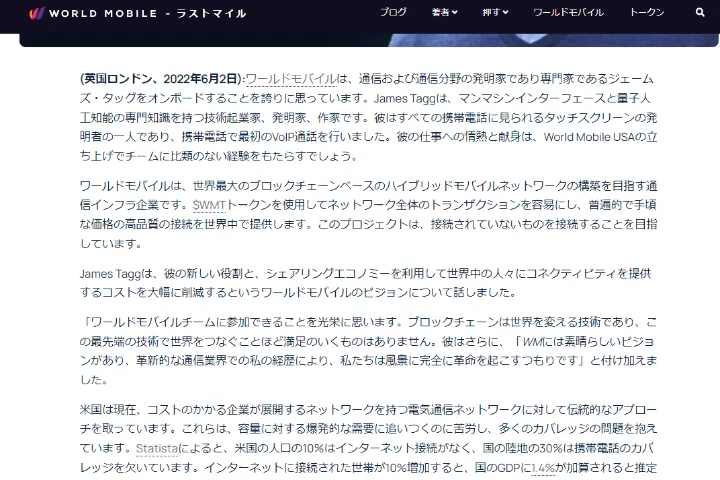 WORLD MOBILE - ラストマイル
ブログ 著者 押す ワールドモバイル トークン
(英国ロンドン、2022年6月2日):ワールドモバイルは、通信および通信分野の発明家であり専門家であるジェーム
ズ・タッグをオンボードすることを誇りに思っています。James Taggは、マンマシンインターフェースと量子人
工知能の専門知識を持つ技術起業家、発明家、作家です。彼はすべての携帯電話に見られるタッチスクリーンの発
明者の一人であり、携帯電話で最初のVoIP通話を行いました。彼の仕事への情熱と献身は、World Mobile USAの立
ち上げでチームに比類のない経験をもたらすでしょう。
ワールドモバイルは、世界最大のブロックチェーンベースのハイブリッドモバイルネットワークの構築を目指す通
信インフラ企業です。$WMTトークンを使用してネットワーク全体のトランザクションを容易にし、普遍的で手頃
な価格の高品質の接続を世界中で提供します。このプロジェクトは、接続されていないものを接続することを目指
しています。
James Taggは、彼の新しい役割と、シェアリングエコノミーを利用して世界中の人々にコネクティビティを提供
するコストを大幅に削減するというワールドモバイルのビジョンについて話しました。
「ワールドモバイルチームに参加できることを光栄に思います。ブロックチェーンは世界を変える技術であり、こ
の最先端の技術で世界をつなぐことほど満足のいくものはありません。彼はさらに、「WMには素晴らしいビジョ
ンがあり、革新的な通信業界での私の経歴により、私たちは風景に完全に革命を起こすつもりです」と付け加えま
した。
米国は現在、コストのかかる企業が展開するネットワークを持つ電気通信ネットワークに対して伝統的なアプロー
チを取っています。これらは、容量に対する爆発的な需要に追いつくのに苦労し、多くのカバレッジの問題を抱え
ています。Statistaによると、米国の人口の10%はインターネット接続がなく、国の陸地の30%は携帯電話のカバ
レッジを欠いています。インターネットに接続された世帯が10%増加すると、国のGDPに1.4%が加算されると推定